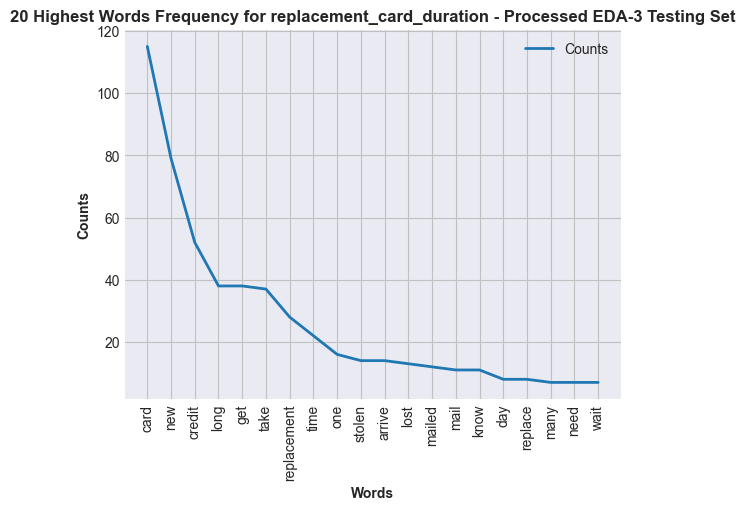 20 Highest Words Frequency for replacement_card_duration - Processed EDA-3 Testing Set
Counts
120
100
80
60
40
20
Counts
card
new
credit
long
get
take
replacement
time
one
stolen
arrive
lost
mailed
mail
know
day
replace
many
need
wait
Words